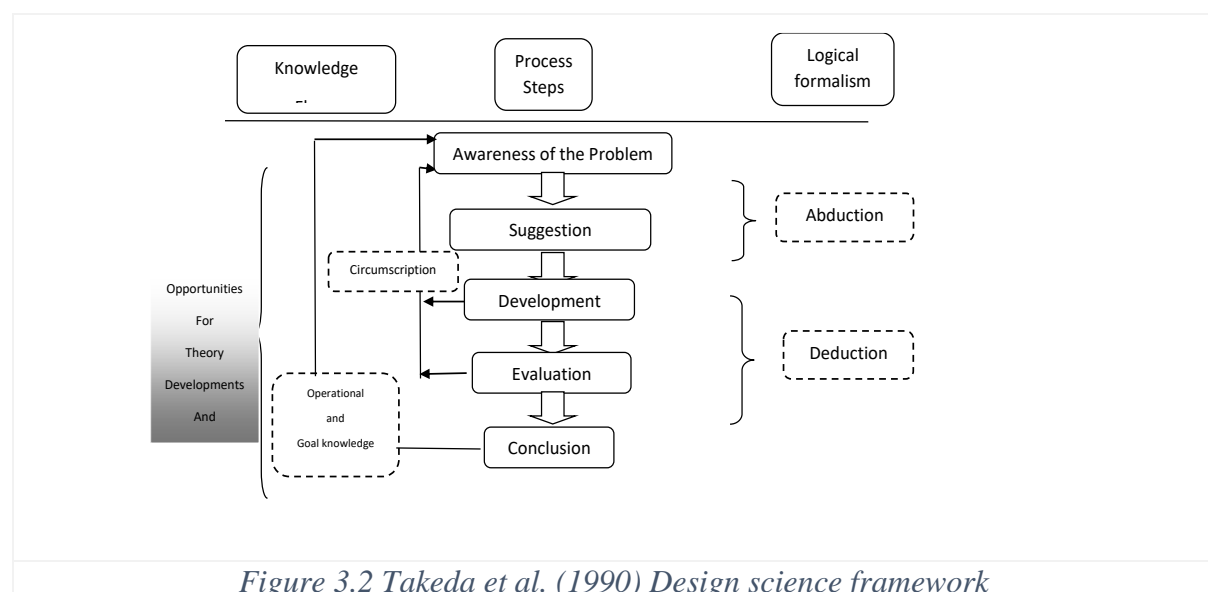 Knowledge
Process
Steps
Logical
formalism
Awareness of the Problem
Suggestion
Abduction
Circumscription
Development
Opportunities
For
Theory
Developments
And
Deduction
Evaluation
Operational
and
Goal knowledge
Conclusion
Figure 3.2 Takeda et al. (1990) Design science framework